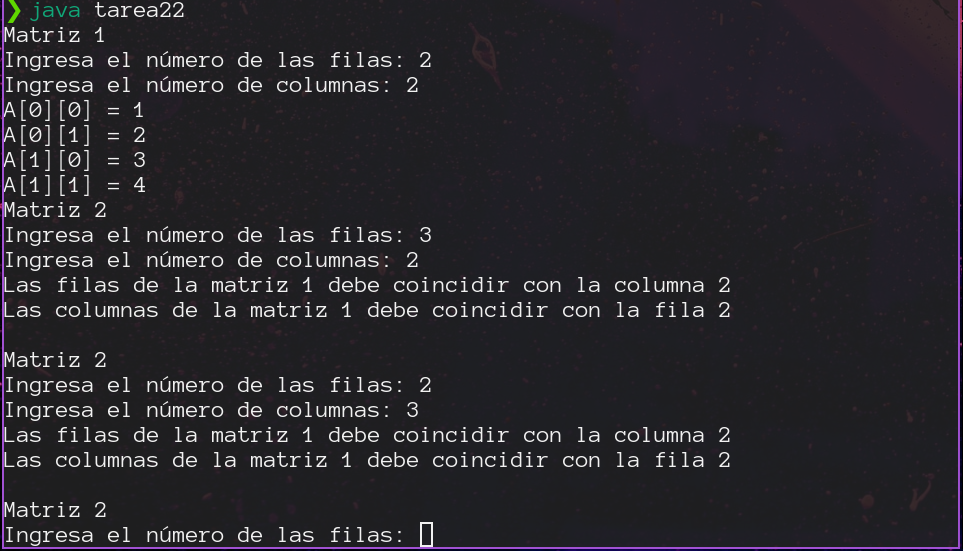 ❯ java tarea22
Matriz 1
Ingresa el número de las filas: 2
Ingresa el número de columnas: 2
A[0][0] = 1
A[0][1] = 2
A[1][0] = 3
A[1][1] = 4
Matriz 2
Ingresa el número de las filas: 3
Ingresa el número de columnas: 2
Las filas de la matriz 1 debe coincidir con la columna 2
Las columnas de la matriz 1 debe coincidir con la fila 2
Matriz 2
Ingresa el número de las filas: 2
Ingresa el número de columnas: 3
Las filas de la matriz 1 debe coincidir con la columna 2
Las columnas de la matriz 1 debe coincidir con la fila 2
Matriz 2
Ingresa el número de las filas: